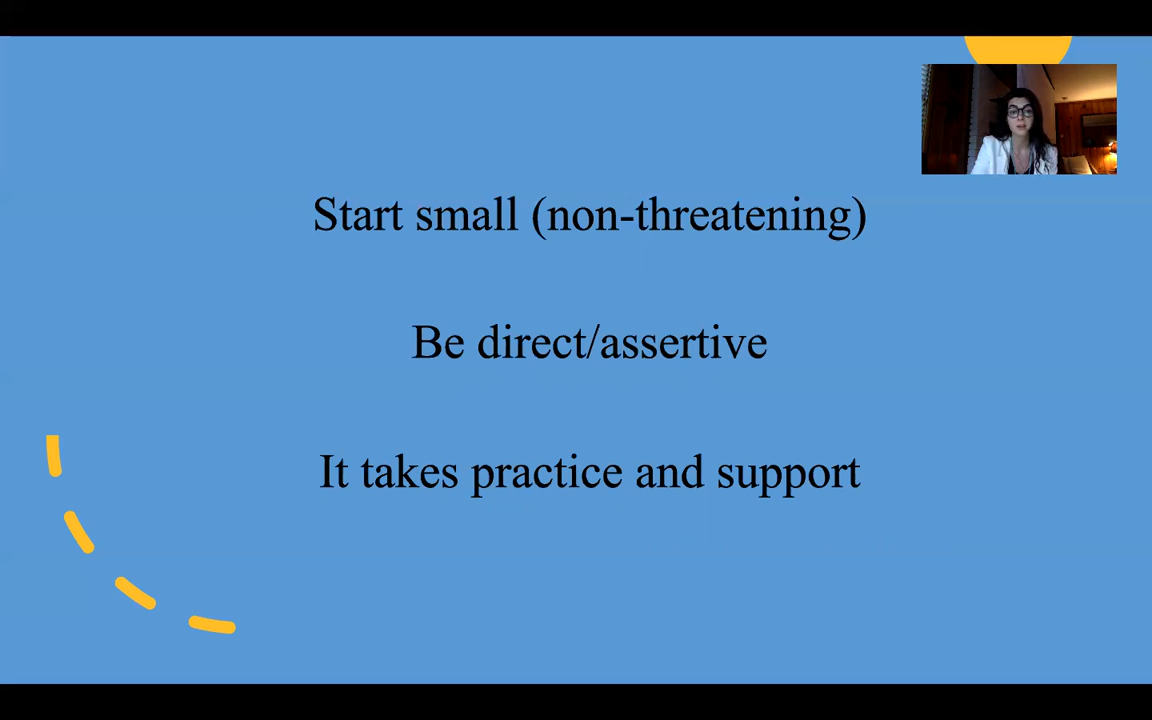 Start small (non-threatening)
Be direct/assertive
It takes practice and support